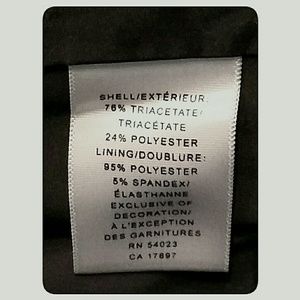 SHELL/EXTÉRIEUR:
76% TRIACETATE/
TRIACÉTATE
24% POLYESTER
LINING/DOUBLURE:
95% POLYESTER
5% SPANDEX/
ÉLASTHANNE
EXCLUSIVE OF
DECORATION/
À L'EXCEPTION
DES GARNITURES
RN 54023
CA 17697